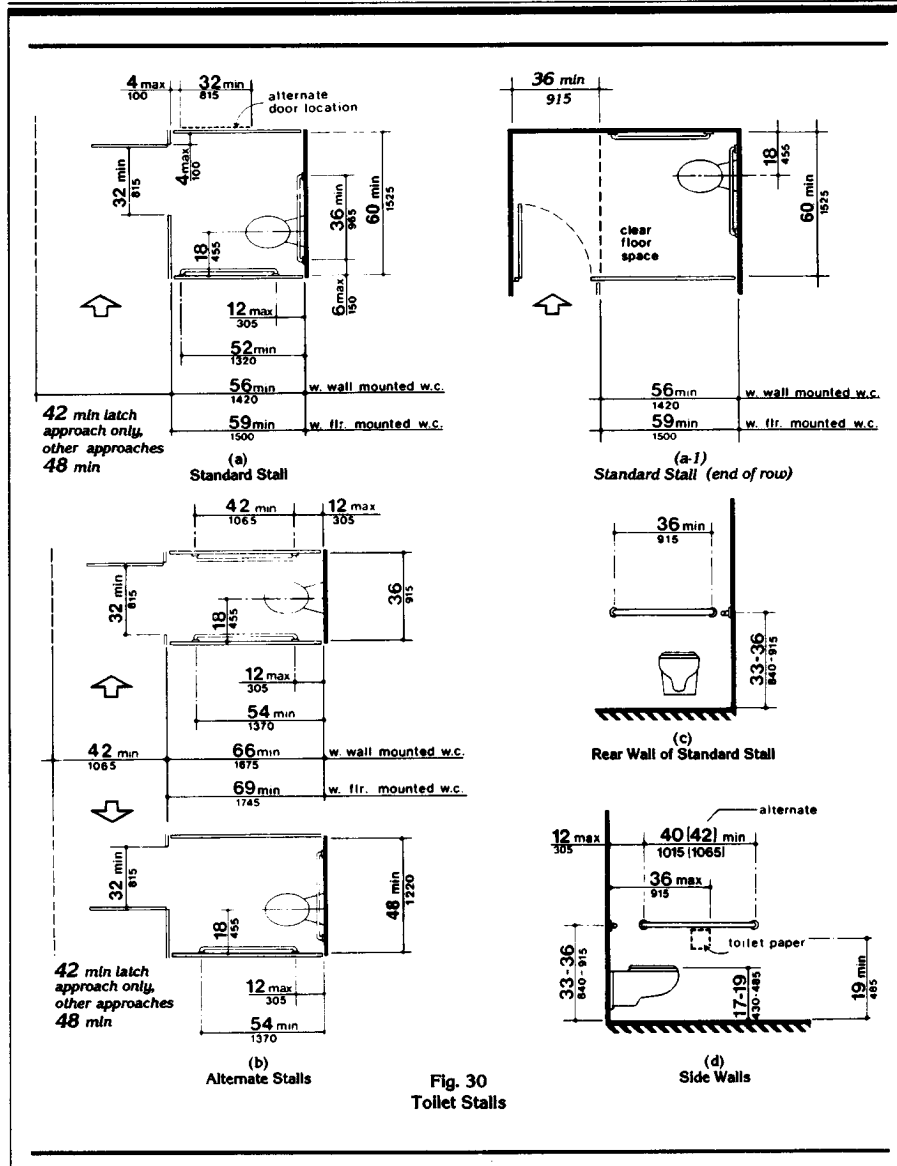 4 max
100
32 min
815
alternate
door location
32 min
815
4 max
100
18
455
36 min
965
60 min
1525
6 max
150
12 max
305
52 min
1320
56 min
1420
w. wall mounted w.c.
59 min
1500
w. flr. mounted w.c.
42 min latch
approach only,
other approaches
48 min
(a)
Standard Stall
36 min
915
18
455
60 min
1525
clear
floor
space
56 min
1420
w. wall mounted w.c.
59 min
1500
w. flr. mounted w.c.
(a-1)
Standard Stall (end of row)
42 min
1065
12 max
305
32 min
815
18
455
36
915
12 max
305
54 min
1370
42 min
1065
66 min
1675
w. wall mounted w.c.
69 min
1745
w. flr. mounted w.c.
32 min
815
18
455
48 min
1220
42 min latch
approach only,
other approaches
48 min
12 max
305
54 min
1370
(b)
Alternate Stalls
36 min
915
33-36
840-915
(c)
Rear Wall of Standard Stall
alternate
12 max
305
40 (42) min
1015 (1065)
36 max
915
toilet paper
33-36
840-915
17-19
430-485
19 min
485
(d)
Side Walls
Fig. 30
Toilet Stalls